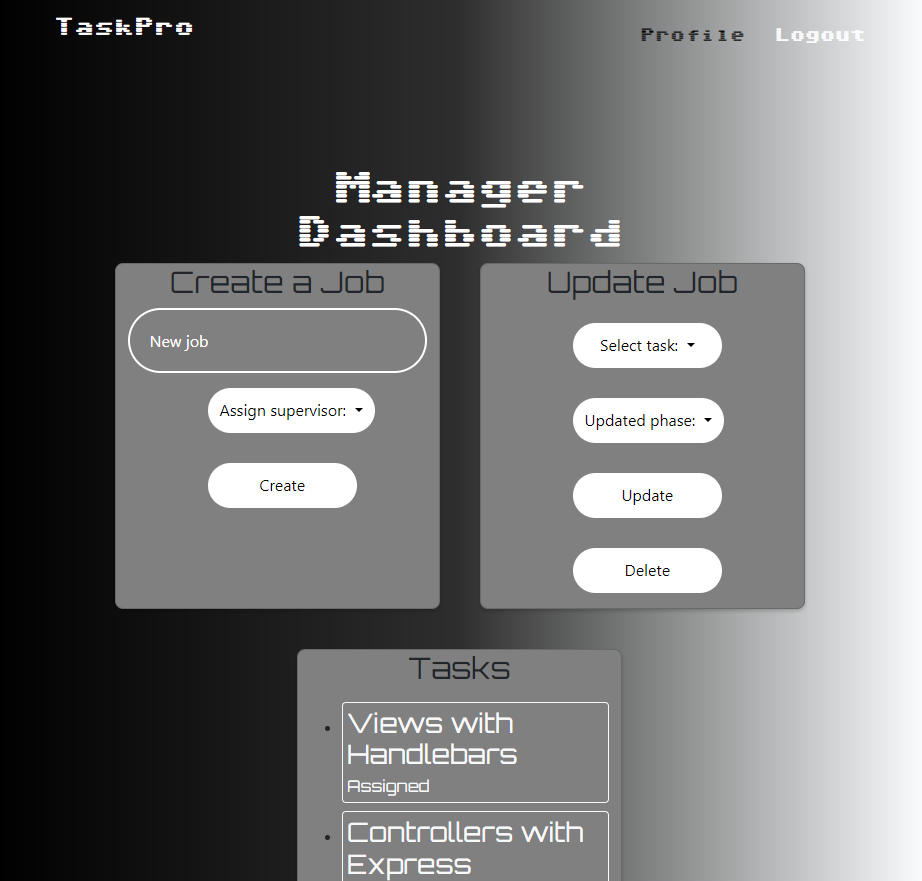 TaskPro
Profile Logout
Manager
Dashboard
Create a Job
New job
Assign supervisor:
Create
Update Job
Select task:
Updated phase:
Update
Delete
Tasks
Views with
Handlebars
Assigned
Controllers with
Express